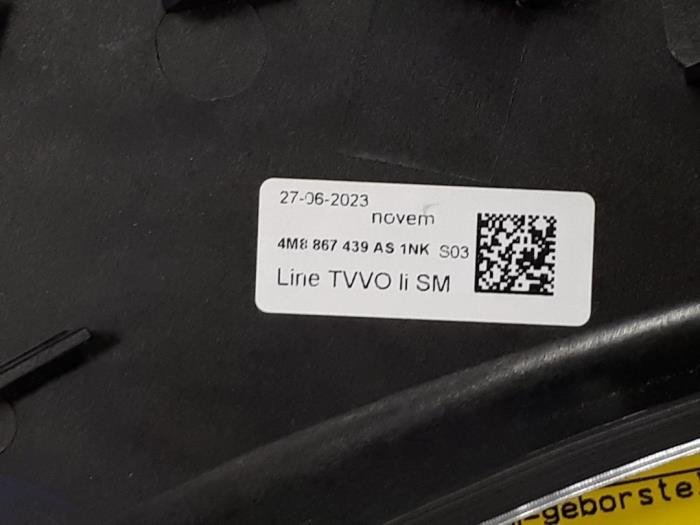 27-06-2023
novem
4M8 867 439 AS 1NK S03
Line TVVO li SM
-geborste